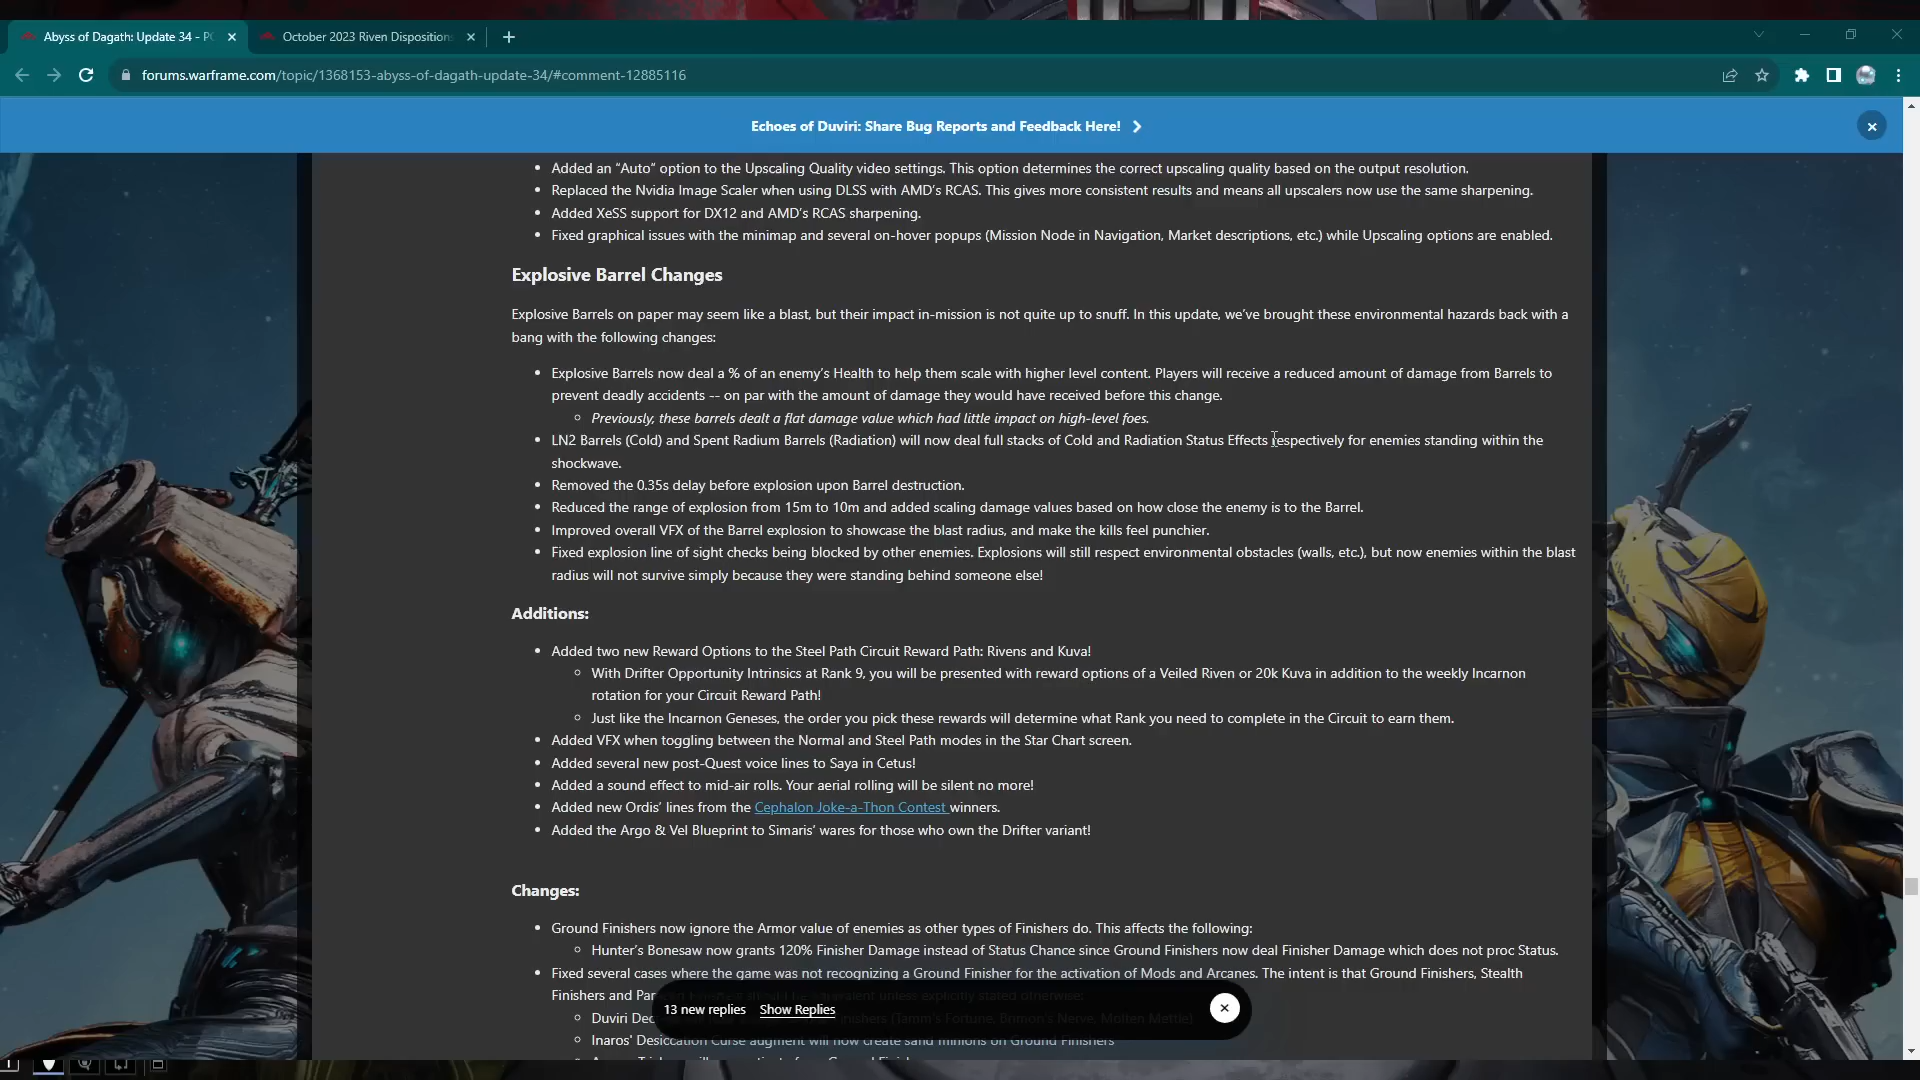 Abyss of Dagath: Update 34 - PC
October 2023 Riven Dispositions
forums.warframe.com/topic/1368153-abyss-of-dagath-update-34/#comment-12885116
Echoes of Duviri: Share Bug Reports and Feedback Here!
• Added an “Auto” option to the Upscaling Quality video settings. This option determines the correct upscaling quality based on the output resolution.
• Replaced the Nvidia Image Scaler when using DLSS with AMD’s RCAS. This gives more consistent results and means all upscalers now use the same sharpening.
• Added XeSS support for DX12 and AMD’s RCAS sharpening.
• Fixed graphical issues with the minimap and several on-hover popups (Mission Node in Navigation, Market descriptions, etc.) while Upscaling options are enabled.
Explosive Barrel Changes
Explosive Barrels on paper may seem like a blast, but their impact in-mission is not quite up to snuff. In this update, we’ve brought these environmental hazards back with a
bang with the following changes:
• Explosive Barrels now deal a % of an enemy’s Health to help them scale with higher level content. Players will receive a reduced amount of damage from Barrels to
prevent deadly accidents -- on par with the amount of damage they would have received before this change.
◦ Previously, these barrels dealt a flat damage value which had little impact on high-level foes.
• LN2 Barrels (Cold) and Spent Radium Barrels (Radiation) will now deal full stacks of Cold and Radiation Status Effects respectively for enemies standing within the
shockwave.
• Removed the 0.35s delay before explosion upon Barrel destruction.
• Reduced the range of explosion from 15m to 10m and added scaling damage values based on how close the enemy is to the Barrel.
• Improved overall VFX of the Barrel explosion to showcase the blast radius, and make the kills feel punchier.
• Fixed explosion line of sight checks being blocked by other enemies. Explosions will still respect environmental obstacles (walls, etc.), but now enemies within the blast
radius will not survive simply because they were standing behind someone else!
Additions:
• Added two new Reward Options to the Steel Path Circuit Reward Path: Rivens and Kuva!
◦ With Drifter Opportunity Intrinsics at Rank 9, you will be presented with reward options of a Veiled Riven or 20k Kuva in addition to the weekly Incarnon
rotation for your Circuit Reward Path!
◦ Just like the Incarnon Geneses, the order you pick these rewards will determine what Rank you need to complete in the Circuit to earn them.
• Added VFX when toggling between the Normal and Steel Path modes in the Star Chart screen.
• Added several new post-Quest voice lines to Saya in Cetus!
• Added a sound effect to mid-air rolls. Your aerial rolling will be silent no more!
• Added new Ordis’ lines from the Cephalon Joke-a-Thon Contest winners.
• Added the Argo & Vel Blueprint to Simaris’ wares for those who own the Drifter variant!
Changes:
• Ground Finishers now ignore the Armor value of enemies as other types of Finishers do. This affects the following:
◦ Hunter’s Bonesaw now grants 120% Finisher Damage instead of Status Chance since Ground Finishers now deal Finisher Damage which does not proc Status.
• Fixed several cases where the game was not recognizing a Ground Finisher for the activation of Mods and Arcanes. The intent is that Ground Finishers, Stealth
Finishers and Par
13 new replies Show Replies
◦ Duviri Dec
◦ Inaros' Desiccation Curse augment will now create sand minions on Ground Finishers